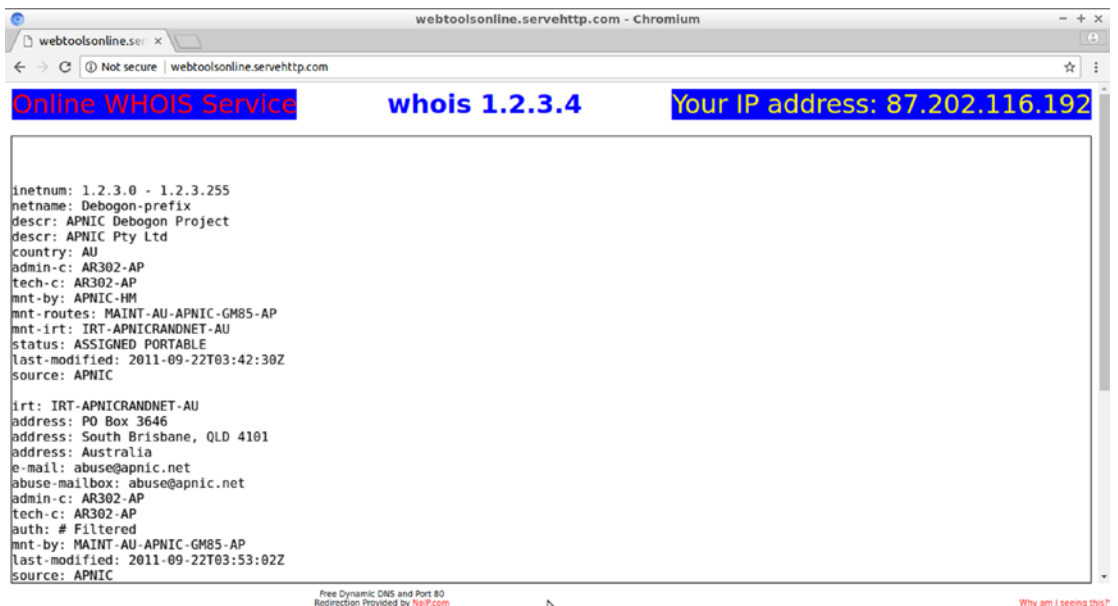 webtoolsonline.servehttp.com - Chromium
webtoolsonline.ser
Not secure | webtoolsonline.servehttp.com
Online WHOIS Service
whois 1.2.3.4
Your IP address: 87.202.116.192
inetnum: 1.2.3.0 - 1.2.3.255
netname: Debogon-prefix
descr: APNIC Debogon Project
descr: APNIC Pty Ltd
country: AU
admin-c: AR302-AP
tech-c: AR302-AP
mnt-by: APNIC-HM
mnt-routes: MAINT-AU-APNIC-GM85-AP
mnt-irt: IRT-APNICRANDNET-AU
status: ASSIGNED PORTABLE
last-modified: 2011-09-22T03:42:30Z
source: APNIC
irt: IRT-APNICRANDNET-AU
address: PO Box 3646
address: South Brisbane, QLD 4101
address: Australia
e-mail: abuse@apnic.net
abuse-mailbox: abuse@apnic.net
admin-c: AR302-AP
tech-c: AR302-AP
auth: # Filtered
mnt-by: MAINT-AU-APNIC-GM85-AP
last-modified: 2011-09-22T03:53:02Z
source: APNIC
Free Dynamic DNS and Port 80
Redirection Provided by NoIP.com
Why am I seeing this?